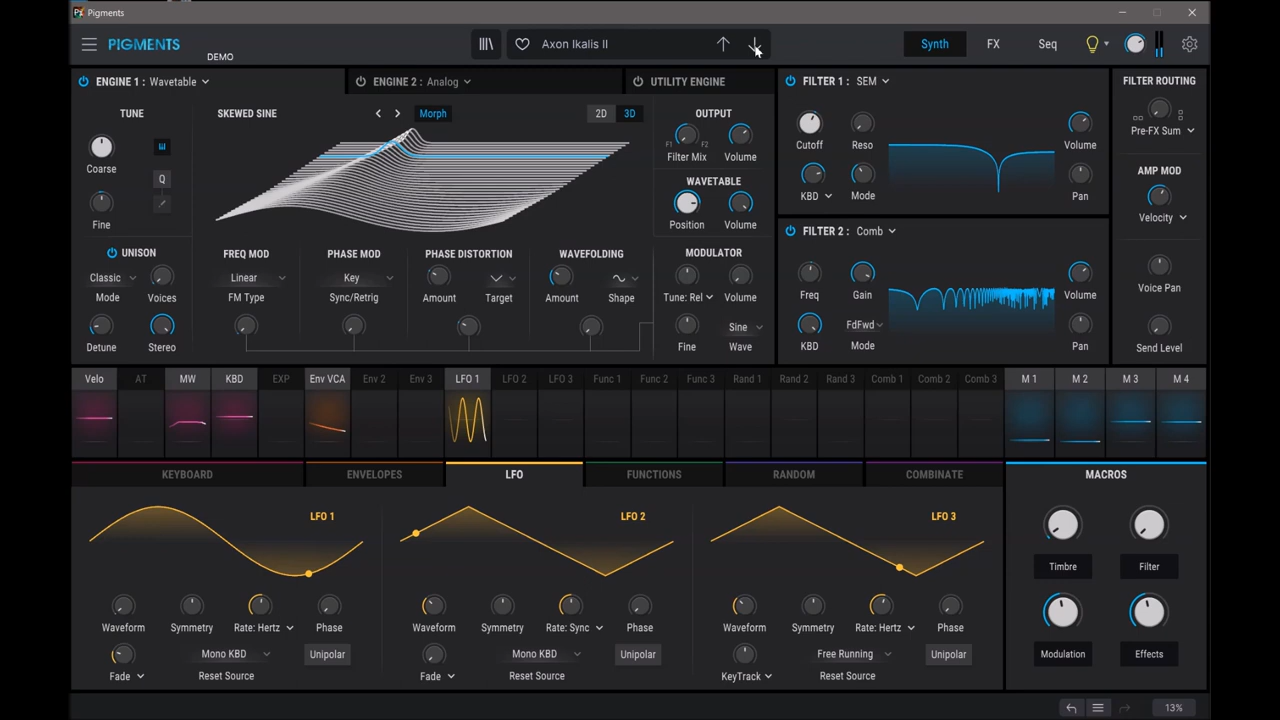 Pigments
PIGMENTS
DEMO
Axon Ikalis II
Synth
FX
Seq
ENGINE 1 : Wavetable
ENGINE 2 : Analog
UTILITY ENGINE
FILTER 1 : SEM
FILTER ROUTING
TUNE
Coarse
Q
Fine
SKEWED SINE
Morph
2D
3D
OUTPUT
F1
F2
Filter Mix
Volume
WAVETABLE
Position
Volume
Cutoff
Reso
Volume
KBD
Mode
Pan
Pre-FX Sum
AMP MOD
Velocity
FILTER 2 : Comb
UNISON
Classic
Mode
Voices
Detune
Stereo
FREQ MOD
Linear
FM Type
PHASE MOD
Key
Sync/Retrig
PHASE DISTORTION
Amount
Target
WAVEFOLDING
Amount
Shape
MODULATOR
Tune: Rel
Volume
Fine
Sine
Wave
Freq
Gain
Volume
KBD
FdFwd
Mode
Pan
Voice Pan
Send Level
Velo
AT
MW
KBD
EXP
Env VCA
Env 2
Env 3
LFO 1
LFO 2
LFO 3
Func 1
Func 2
Func 3
Rand 1
Rand 2
Rand 3
Comb 1
Comb 2
Comb 3
M 1
M 2
M 3
M 4
KEYBOARD
ENVELOPES
LFO
FUNCTIONS
RANDOM
COMBINATE
MACROS
LFO 1
Waveform
Symmetry
Rate: Hertz
Phase
Fade
Mono KBD
Reset Source
Unipolar
LFO 2
Waveform
Symmetry
Rate: Sync
Phase
Fade
Mono KBD
Reset Source
Unipolar
LFO 3
Waveform
Symmetry
Rate: Hertz
Phase
KeyTrack
Free Running
Reset Source
Unipolar
Timbre
Filter
Modulation
Effects
13%